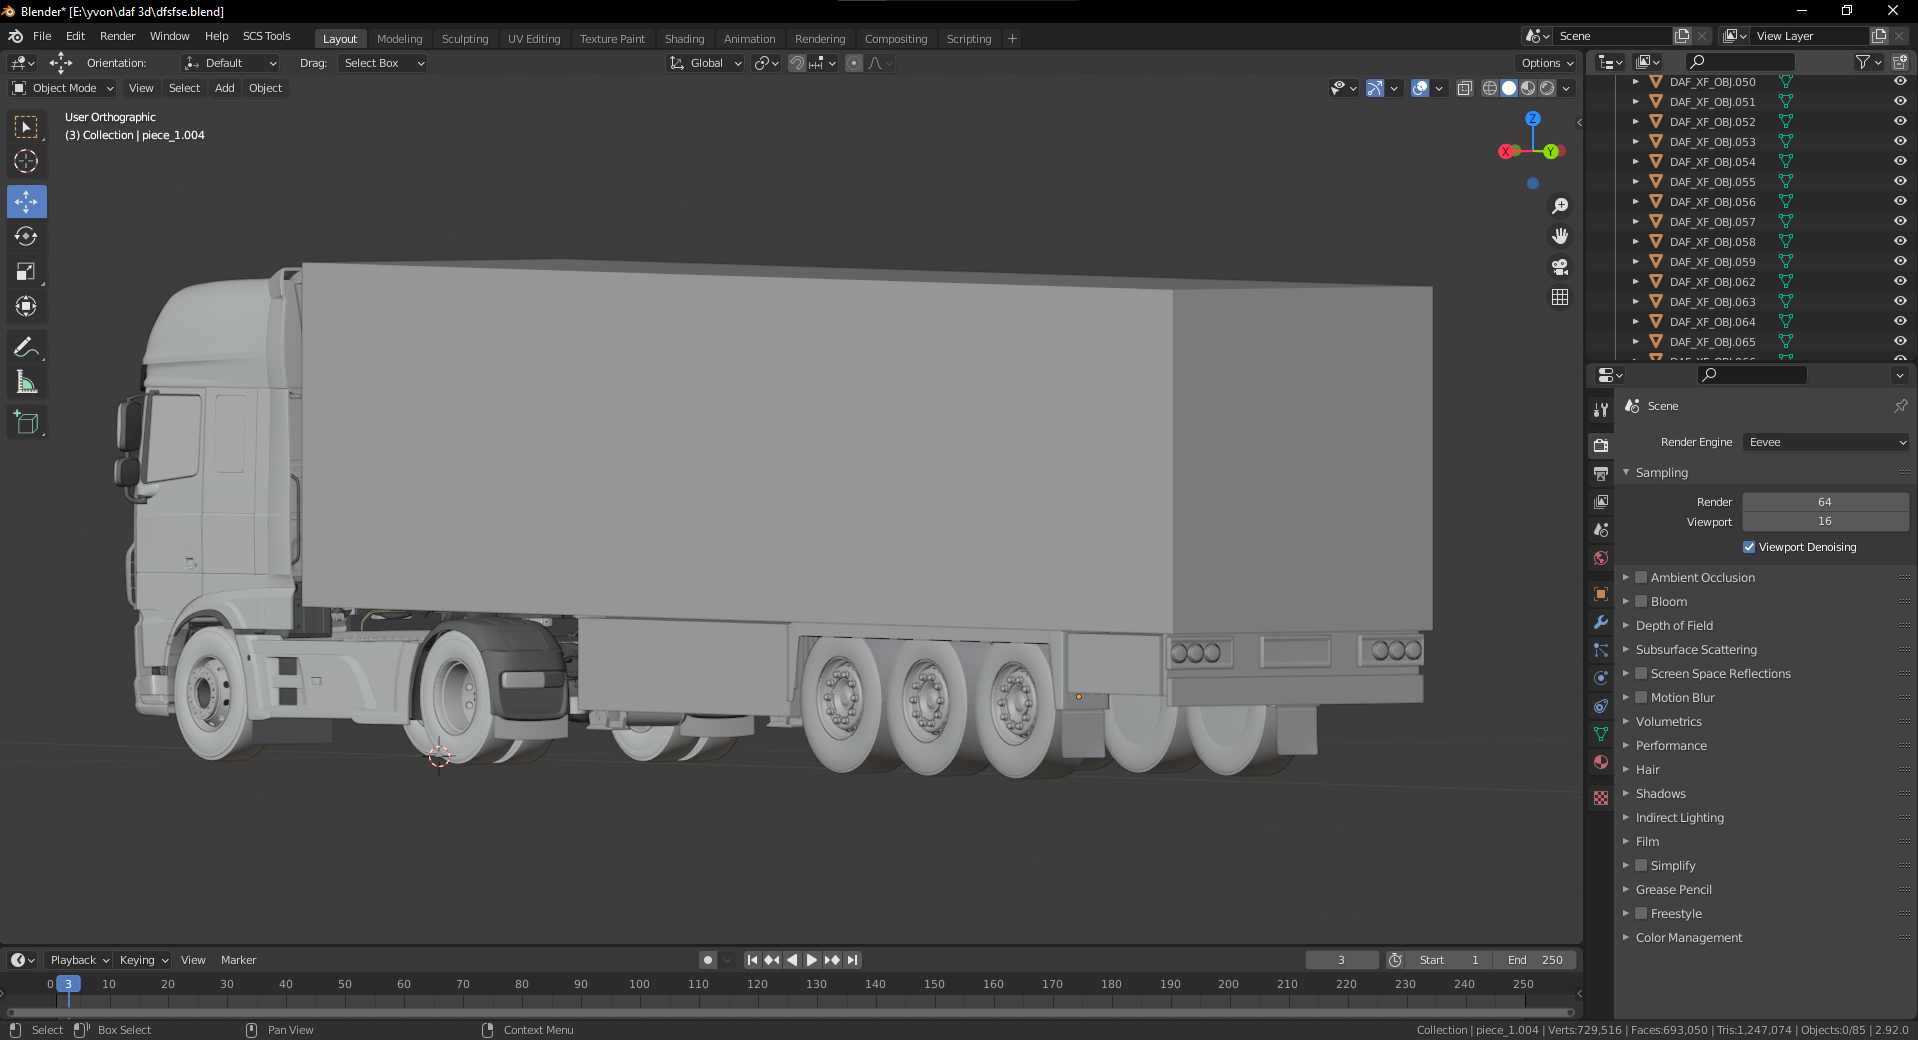 Blender* [E:\yvon\daf 3d\dfsfse.blend]
File Edit Render Window Help SCS Tools Layout Modeling Sculpting UV Editing Texture Paint Shading Animation Rendering Compositing Scripting + Scene View Layer
Orientation: Default Drag: Select Box Global Options
Object Mode View Select Add Object
User Orthographic
(3) Collection | piece_1.004
Z
X Y
DAF_XF_OBJ.050
DAF_XF_OBJ.051
DAF_XF_OBJ.052
DAF_XF_OBJ.053
DAF_XF_OBJ.054
DAF_XF_OBJ.055
DAF_XF_OBJ.056
DAF_XF_OBJ.057
DAF_XF_OBJ.058
DAF_XF_OBJ.059
DAF_XF_OBJ.062
DAF_XF_OBJ.063
DAF_XF_OBJ.064
DAF_XF_OBJ.065
Scene
Render Engine Eevee
Sampling
Render 64
Viewport 16
Viewport Denoising
Ambient Occlusion
Bloom
Depth of Field
Subsurface Scattering
Screen Space Reflections
Motion Blur
Volumetrics
Performance
Hair
Shadows
Indirect Lighting
Film
Simplify
Grease Pencil
Freestyle
Color Management
Playback Keying View Marker 3 Start 1 End 250
0 3 10 20 30 40 50 60 70 80 90 100 110 120 130 140 150 160 170 180 190 200 210 220 230 240 250
Select Box Select Pan View Context Menu Collection | piece_1.004 | Verts:729,516 | Faces:693,050 | Tris:1,247,074 | Objects:0/85 | 2.92.0